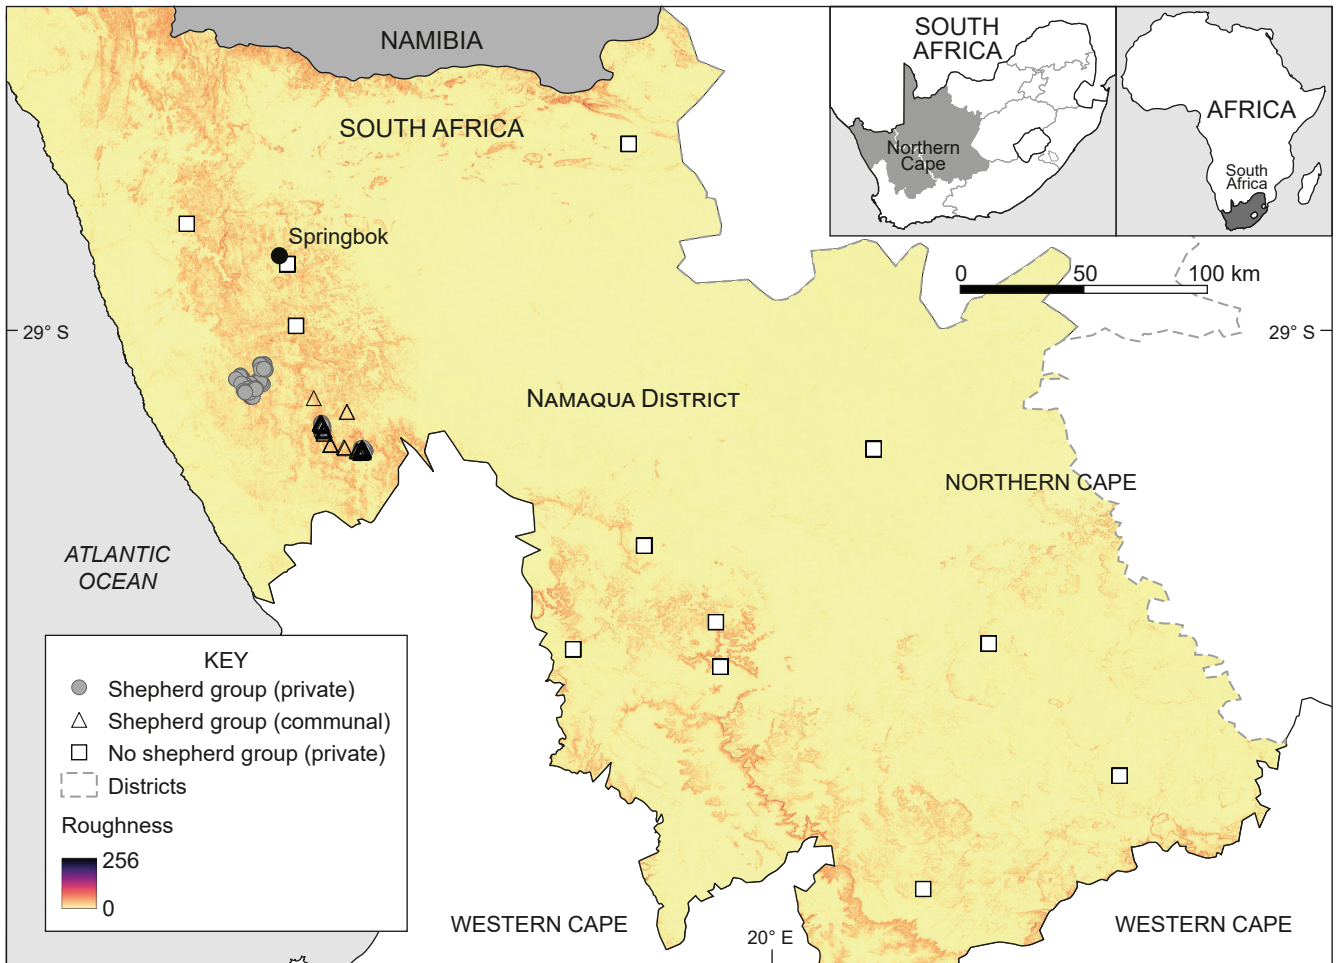 NAMIBIA
SOUTH AFRICA
SOUTH
AFRICA
Northern
Cape
AFRICA
South
Africa
Springbok
0 50 100 km
29° S
29° S
NAMAQUA DISTRICT
NORTHERN CAPE
ATLANTIC
OCEAN
KEY
Shepherd group (private)
Shepherd group (communal)
No shepherd group (private)
Districts
Roughness
256
0
WESTERN CAPE
20° E
WESTERN CAPE